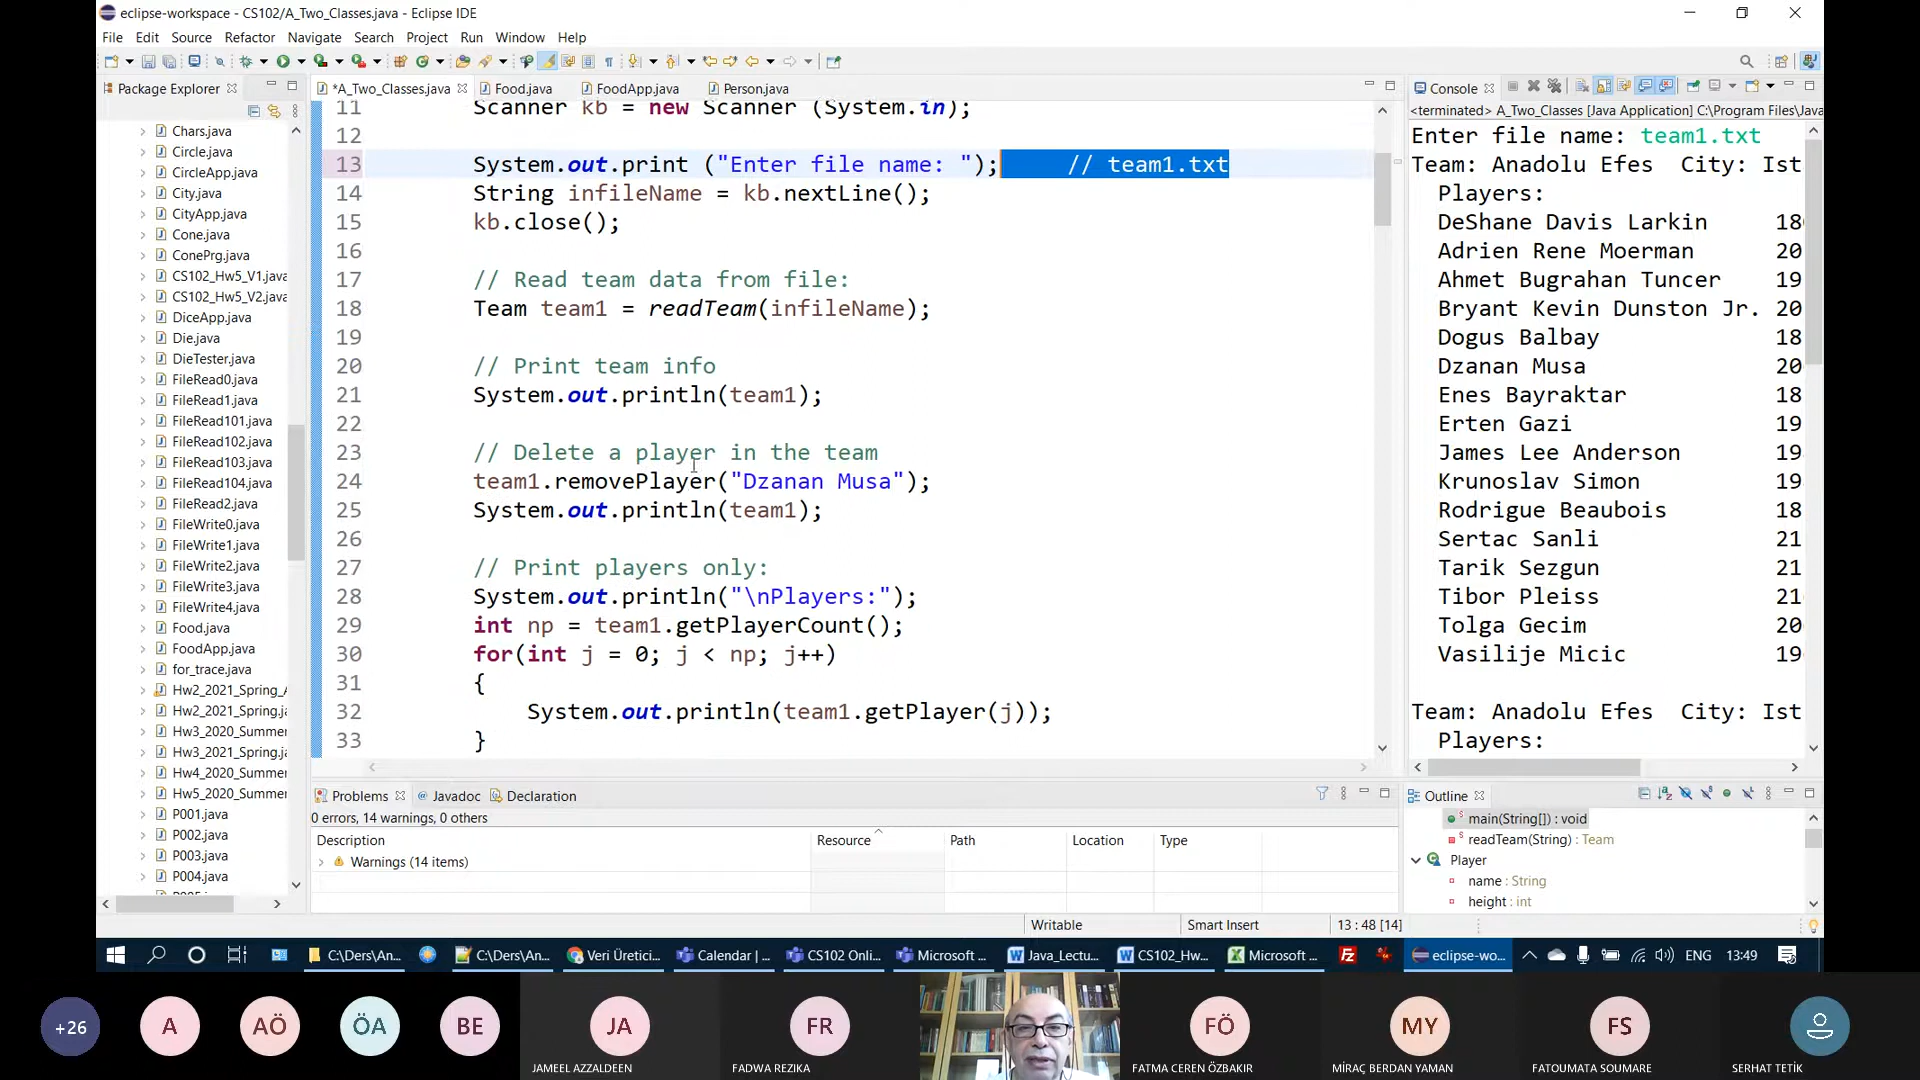 eclipse-workspace - CS102/A_Two_Classes.java - Eclipse IDE
File Edit Source Refactor Navigate Search Project Run Window Help
Package Explorer
*A_Two_Classes.java Food.java FoodApp.java Person.java
Chars.java
Circle.java
CircleApp.java
City.java
CityApp.java
Cone.java
ConePrg.java
CS102_Hw5_V1.java
CS102_Hw5_V2.java
DiceApp.java
Die.java
DieTester.java
FileRead0.java
FileRead1.java
FileRead101.java
FileRead102.java
FileRead103.java
FileRead104.java
FileRead2.java
FileWrite0.java
FileWrite1.java
FileWrite2.java
FileWrite3.java
FileWrite4.java
Food.java
FoodApp.java
for_trace.java
Hw2_2021_Spring_A
Hw2_2021_Spring.ja
Hw3_2020_Summer
Hw3_2021_Spring.ja
Hw4_2020_Summer
Hw5_2020_Summer
P001.java
P002.java
P003.java
P004.java
11 Scanner kb = new Scanner (System.in);
12
13 System.out.print ("Enter file name: "); // team1.txt
14 String infileName = kb.nextLine();
15 kb.close();
16
17 // Read team data from file:
18 Team team1 = readTeam(infileName);
19
20 // Print team info
21 System.out.println(team1);
22
23 // Delete a player in the team
24 team1.removePlayer("Dzanan Musa");
25 System.out.println(team1);
26
27 // Print players only:
28 System.out.println("\nPlayers:");
29 int np = team1.getPlayerCount();
30 for(int j = 0; j < np; j++)
31 {
32 System.out.println(team1.getPlayer(j));
33 }
Console
<terminated> A_Two_Classes [Java Application] C:\Program Files\Java
Enter file name: team1.txt
Team: Anadolu Efes City: Ist
Players:
DeShane Davis Larkin 18
Adrien Rene Moerman 20
Ahmet Bugrahan Tuncer 19
Bryant Kevin Dunston Jr. 20
Dogus Balbay 18
Dzanan Musa 20
Enes Bayraktar 18
Erten Gazi 19
James Lee Anderson 19
Krunoslav Simon 19
Rodrigue Beaubois 18
Sertac Sanli 21
Tarik Sezgun 21
Tibor Pleiss 21
Tolga Gecim 20
Vasilije Micic 19
Team: Anadolu Efes City: Ist
Players:
Problems Javadoc Declaration
0 errors, 14 warnings, 0 others
Description Resource Path Location Type
Warnings (14 items)
Outline
main(String[]) : void
readTeam(String) : Team
Player
name : String
height : int
Writable Smart Insert 13 : 48 [14]
C:\Ders\An... C:\Ders\An... Veri Üretici... Calendar | ... CS102 Onli... Microsoft ... Java_Lectu... CS102_Hw... Microsoft ... eclipse-wo... ENG 13:49
+26 A AÖ ÖA BE JA FR FÖ MY FS
JAMEEL AZZALDEEN FADWA REZIKA FATMA CEREN ÖZBAKIR MİRAÇ BERDAN YAMAN FATOUMATA SOUMARE SERHAT TETİK